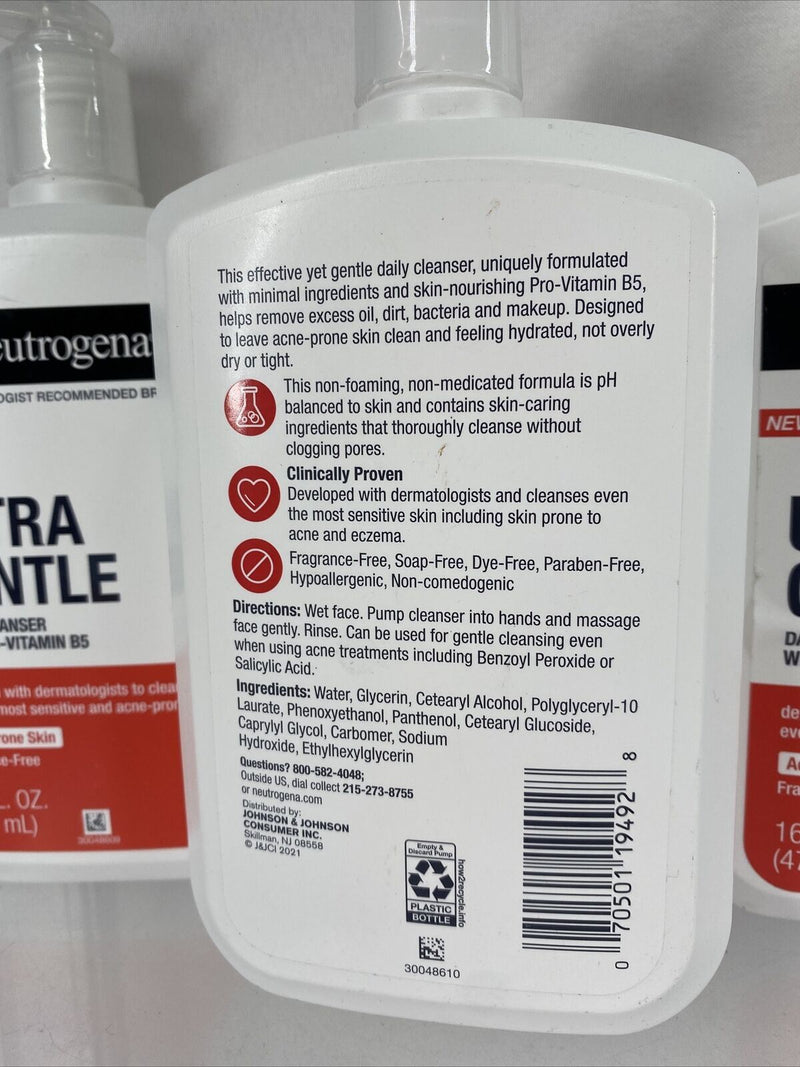 eutrogena
OGIST RECOMMENDED BR
TRA
NTLE
ANSER
-VITAMIN B5
with dermatologists to clea
most sensitive and acne-pron
rone Skin
e-Free
L. OZ.
mL)
30048609
This effective yet gentle daily cleanser, uniquely formulated
with minimal ingredients and skin-nourishing Pro-Vitamin B5,
helps remove excess oil, dirt, bacteria and makeup. Designed
to leave acne-prone skin clean and feeling hydrated, not overly
dry or tight.
This non-foaming, non-medicated formula is pH
balanced to skin and contains skin-caring
ingredients that thoroughly cleanse without
clogging pores.
Clinically Proven
Developed with dermatologists and cleanses even
the most sensitive skin including skin prone to
acne and eczema.
Fragrance-Free, Soap-Free, Dye-Free, Paraben-Free,
Hypoallergenic, Non-comedogenic
Directions: Wet face. Pump cleanser into hands and massage
face gently. Rinse. Can be used for gentle cleansing even
when using acne treatments including Benzoyl Peroxide or
Salicylic Acid.
Ingredients: Water, Glycerin, Cetearyl Alcohol, Polyglyceryl-10
Laurate, Phenoxyethanol, Panthenol, Cetearyl Glucoside,
Caprylyl Glycol, Carbomer, Sodium
Hydroxide, Ethylhexylglycerin
Questions? 800-582-4048;
Outside US, dial collect 215-273-8755
or neutrogena.com
Distributed by:
JOHNSON & JOHNSON
CONSUMER INC.
Skillman, NJ 08558
© J&JCI 2021
Empty &
Discard Pump
PLASTIC
BOTTLE
how2recycle.info
30048610
0 70501 19492 8
NEW
U
G
DA
W
de
eve
Ac
Fra
16
(47